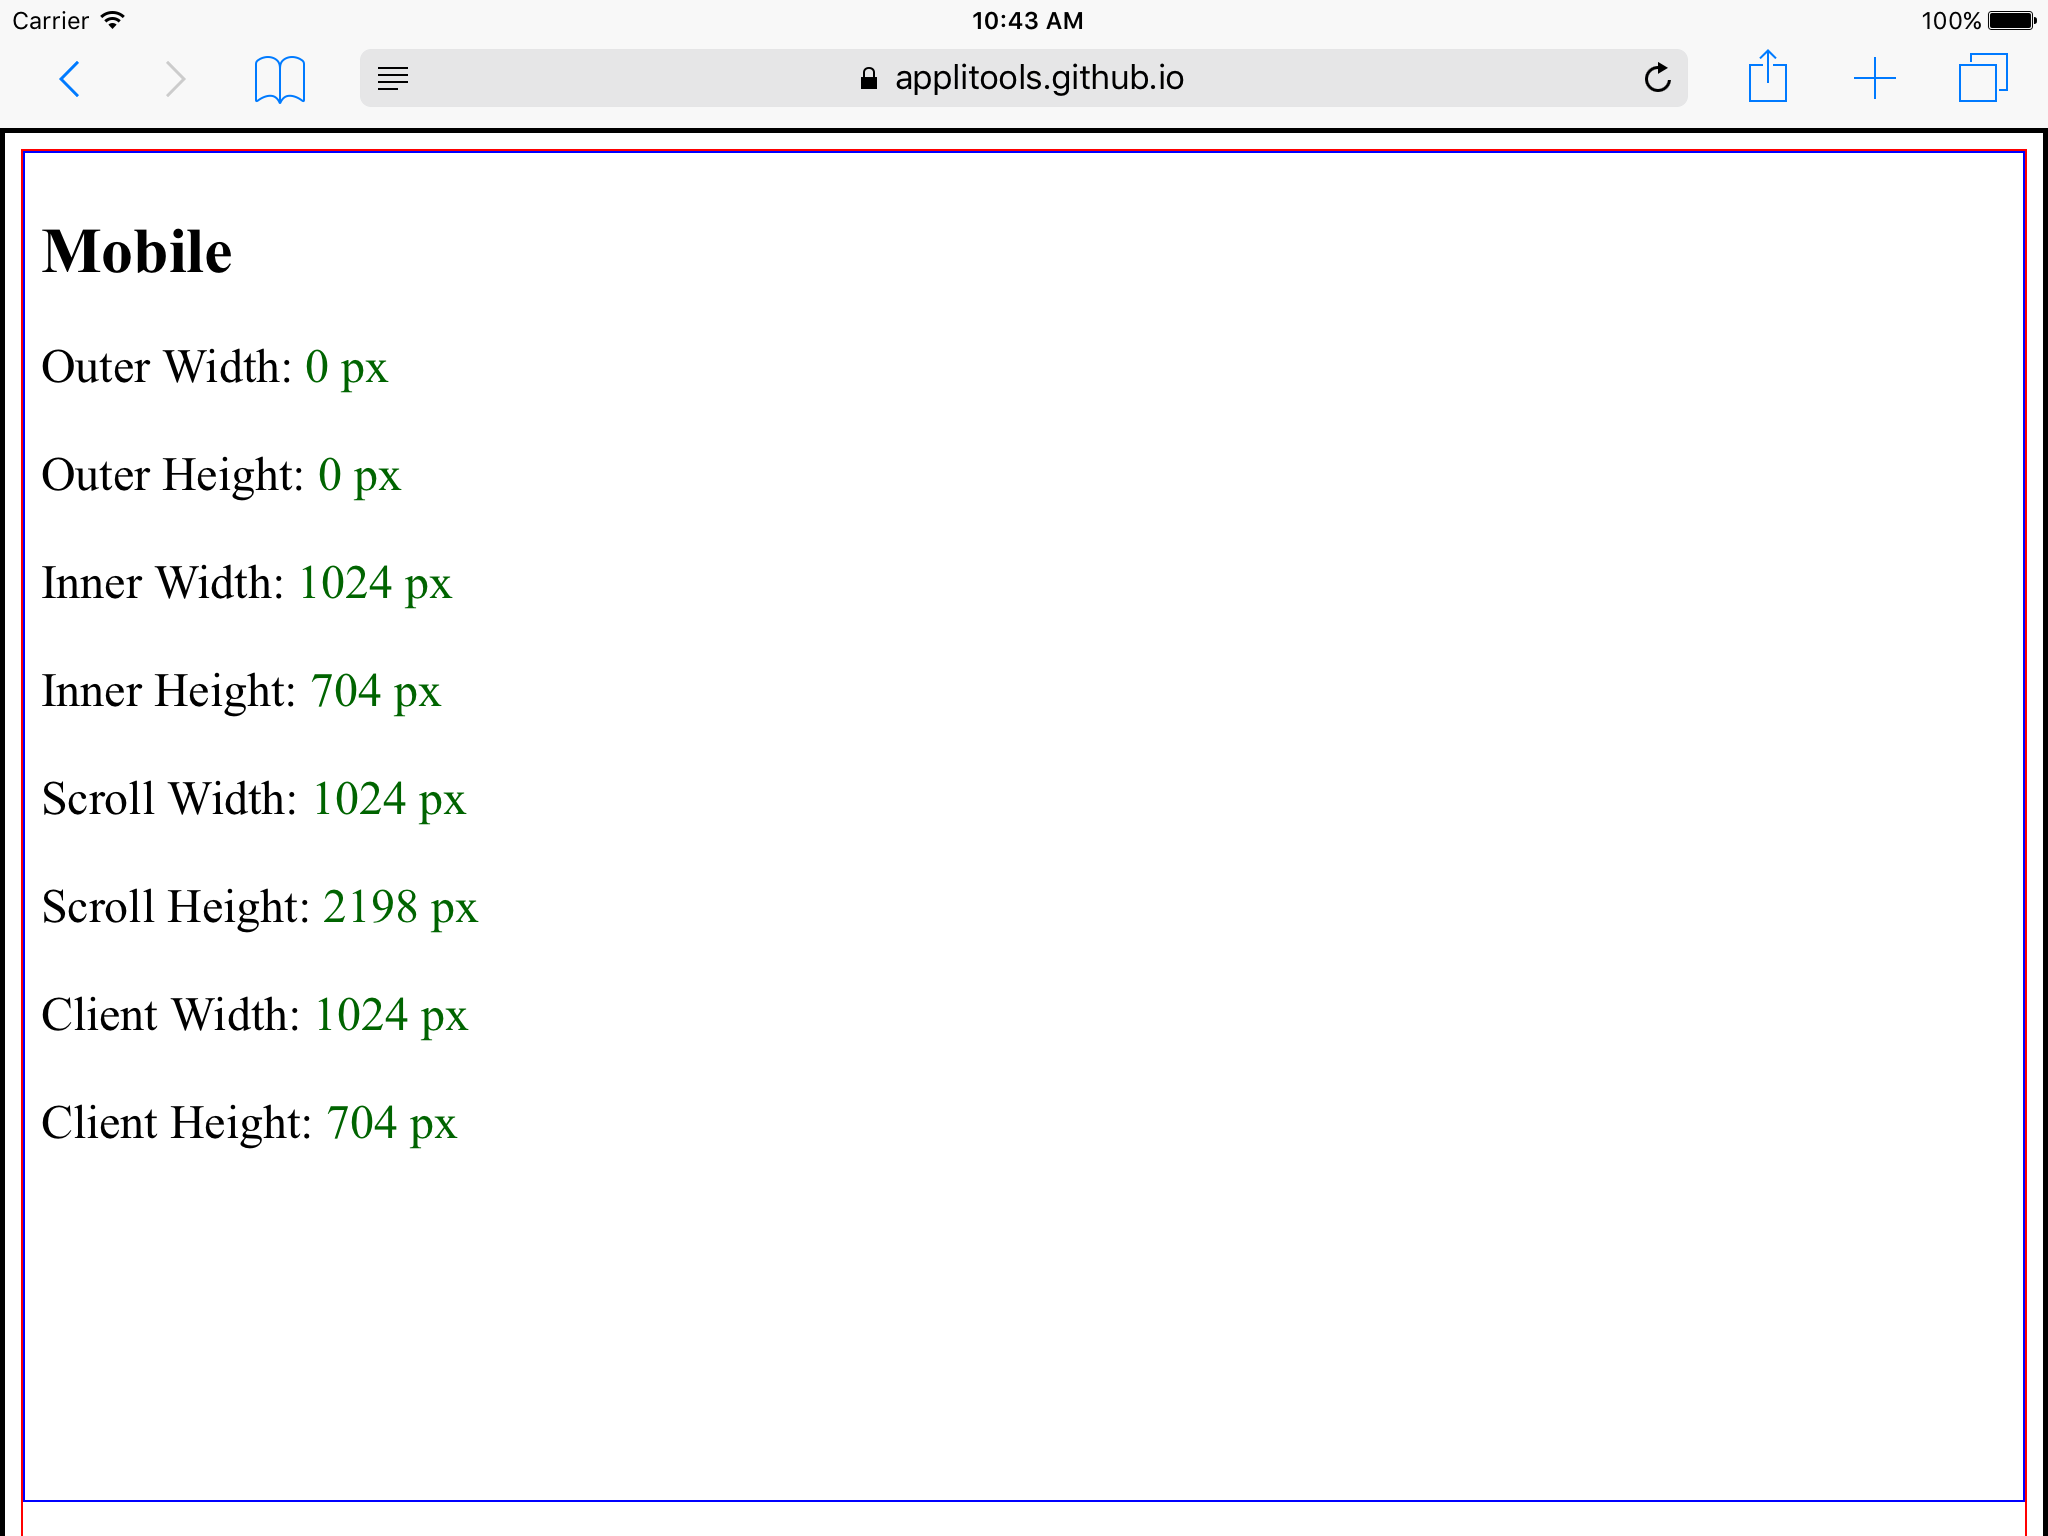 Carrier 10:43 AM 100%
applitools.github.io
Mobile
Outer Width: 0 px
Outer Height: 0 px
Inner Width: 1024 px
Inner Height: 704 px
Scroll Width: 1024 px
Scroll Height: 2198 px
Client Width: 1024 px
Client Height: 704 px